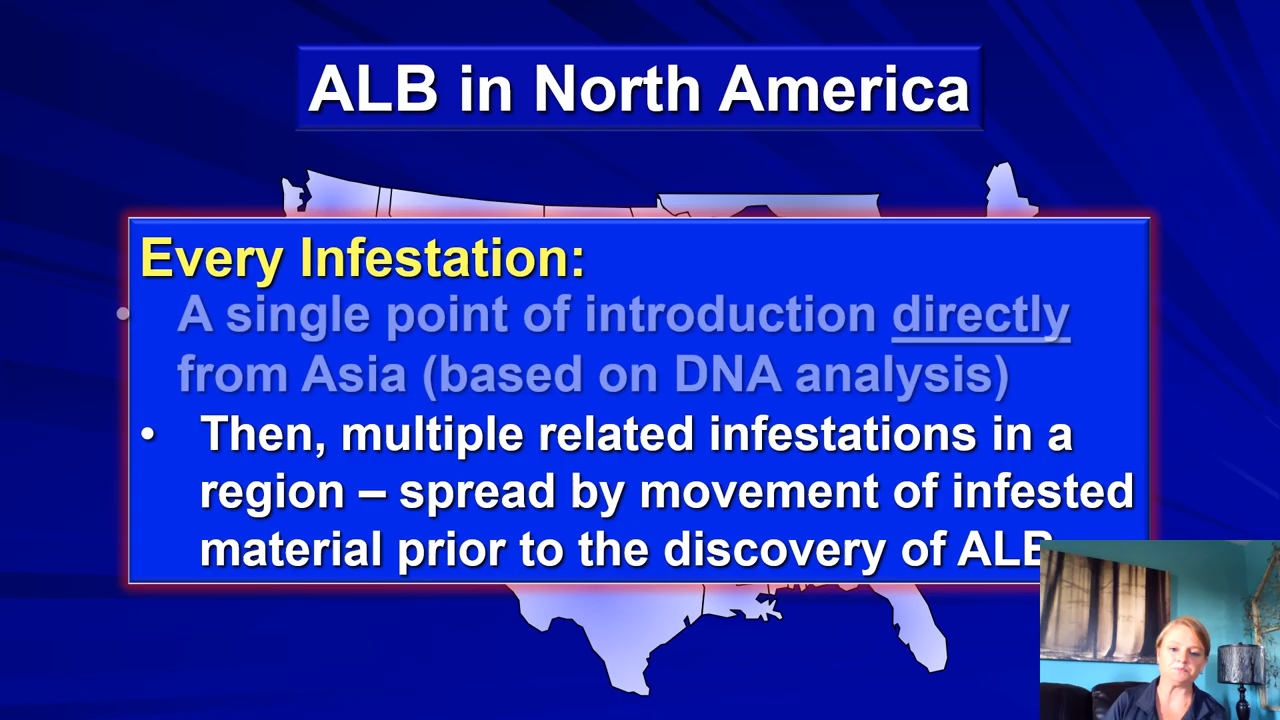 ALB in North America
Every Infestation:
• A single point of introduction directly
from Asia (based on DNA analysis)
• Then, multiple related infestations in a
region – spread by movement of infested
material prior to the discovery of ALB